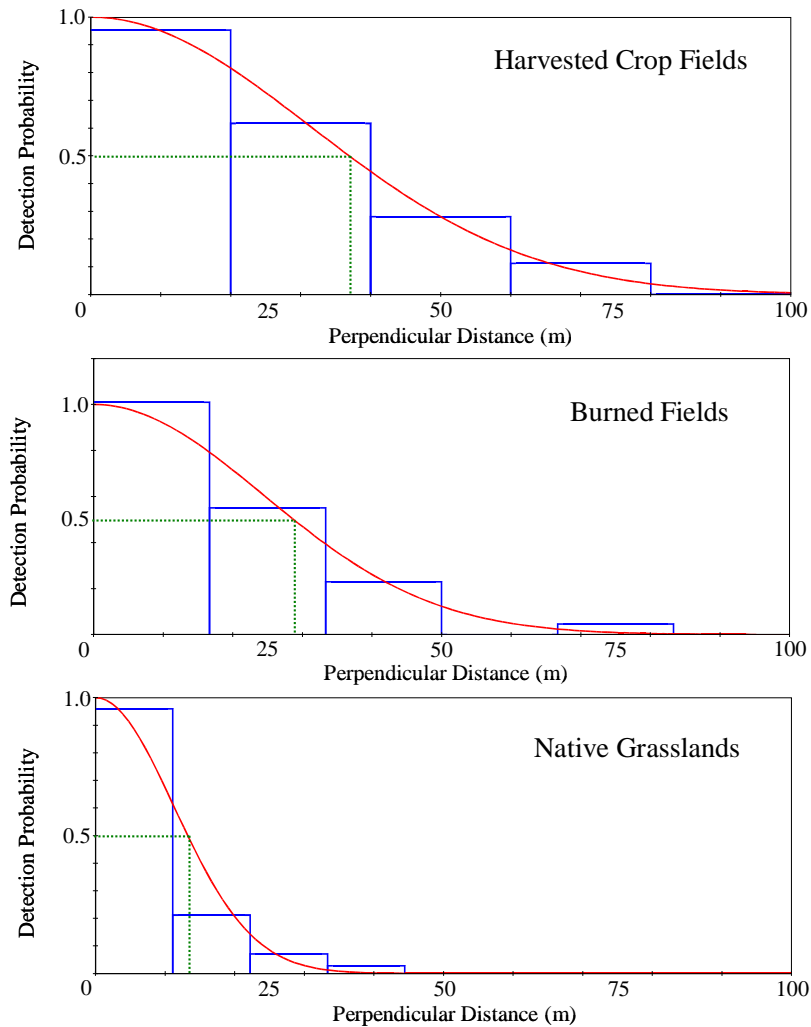 1.0
Harvested Crop Fields
Detection Probability
0.5
0 25 50 75 100
Perpendicular Distance (m)
1.0
Burned Fields
Detection Probability
0.5
0 25 50 75 100
Perpendicular Distance (m)
1.0
Native Grasslands
Detection Probability
0.5
0 25 50 75 100
Perpendicular Distance (m)